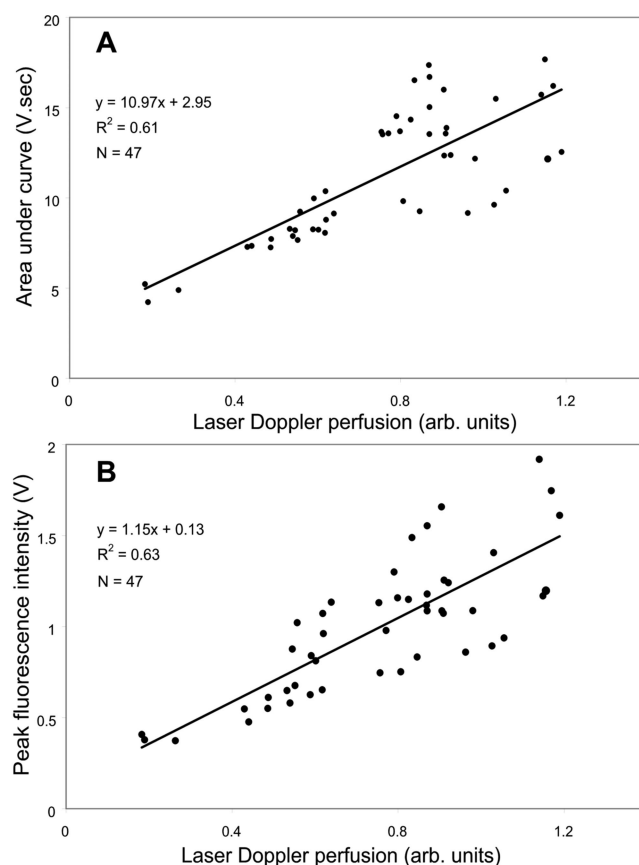 A
y = 10.97x + 2.95
R² = 0.61
N = 47
Area under curve (V.sec)
20
15
10
5
0
0 0.4 0.8 1.2
Laser Doppler perfusion (arb. units)
B
y = 1.15x + 0.13
R² = 0.63
N = 47
Peak fluorescence intensity (V)
2
1.5
1
0.5
0
0 0.4 0.8 1.2
Laser Doppler perfusion (arb. units)